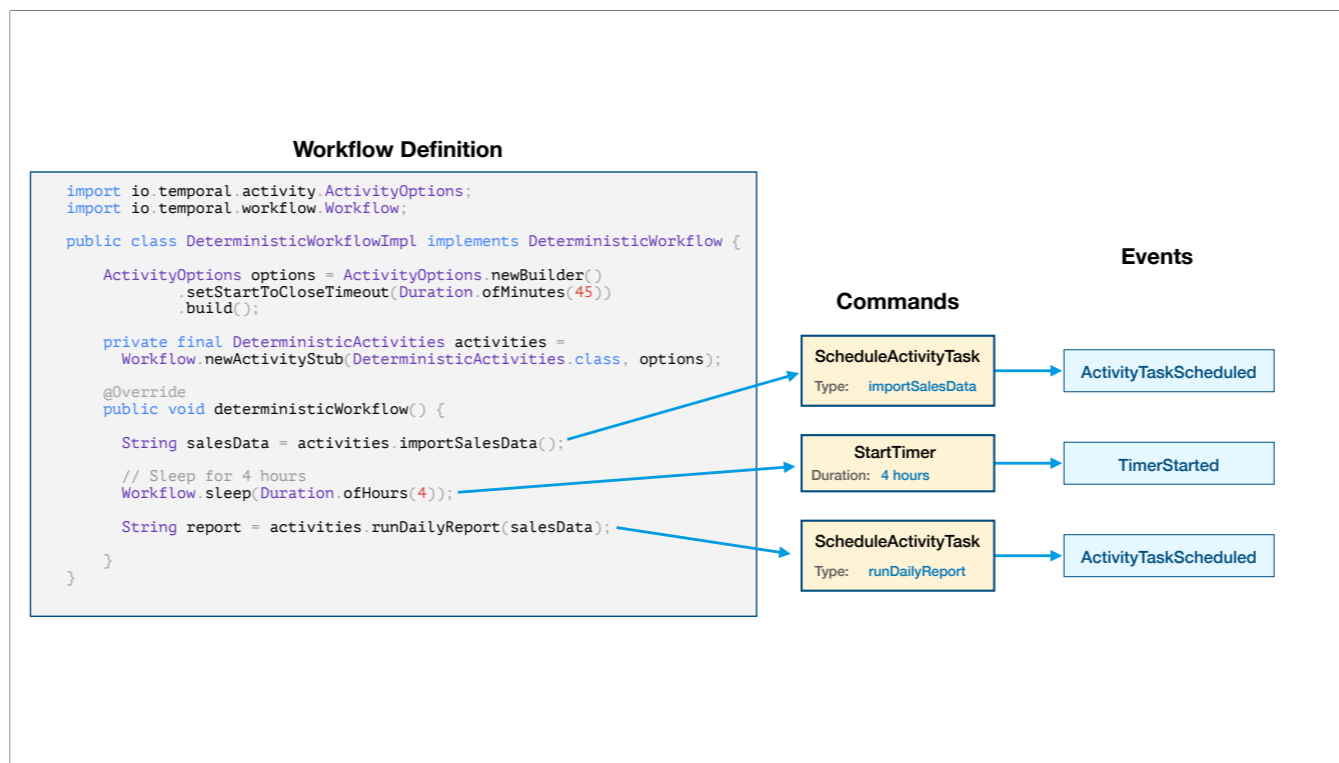 Workflow Definition
import io.temporal.activity.ActivityOptions;
import io.temporal.workflow.Workflow;
public class DeterministicWorkflowImpl implements DeterministicWorkflow {
ActivityOptions options = ActivityOptions.newBuilder()
.setStartToCloseTimeout(Duration.ofMinutes(45))
.build();
private final DeterministicActivities activities =
Workflow.newActivityStub(DeterministicActivities.class, options);
@Override
public void deterministicWorkflow() {
String salesData = activities.importSalesData();
// Sleep for 4 hours
Workflow.sleep(Duration.ofHours(4));
String report = activities.runDailyReport(salesData);
}
}
Commands
ScheduleActivityTask
Type: importSalesData
StartTimer
Duration: 4 hours
ScheduleActivityTask
Type: runDailyReport
Events
ActivityTaskScheduled
TimerStarted
ActivityTaskScheduled